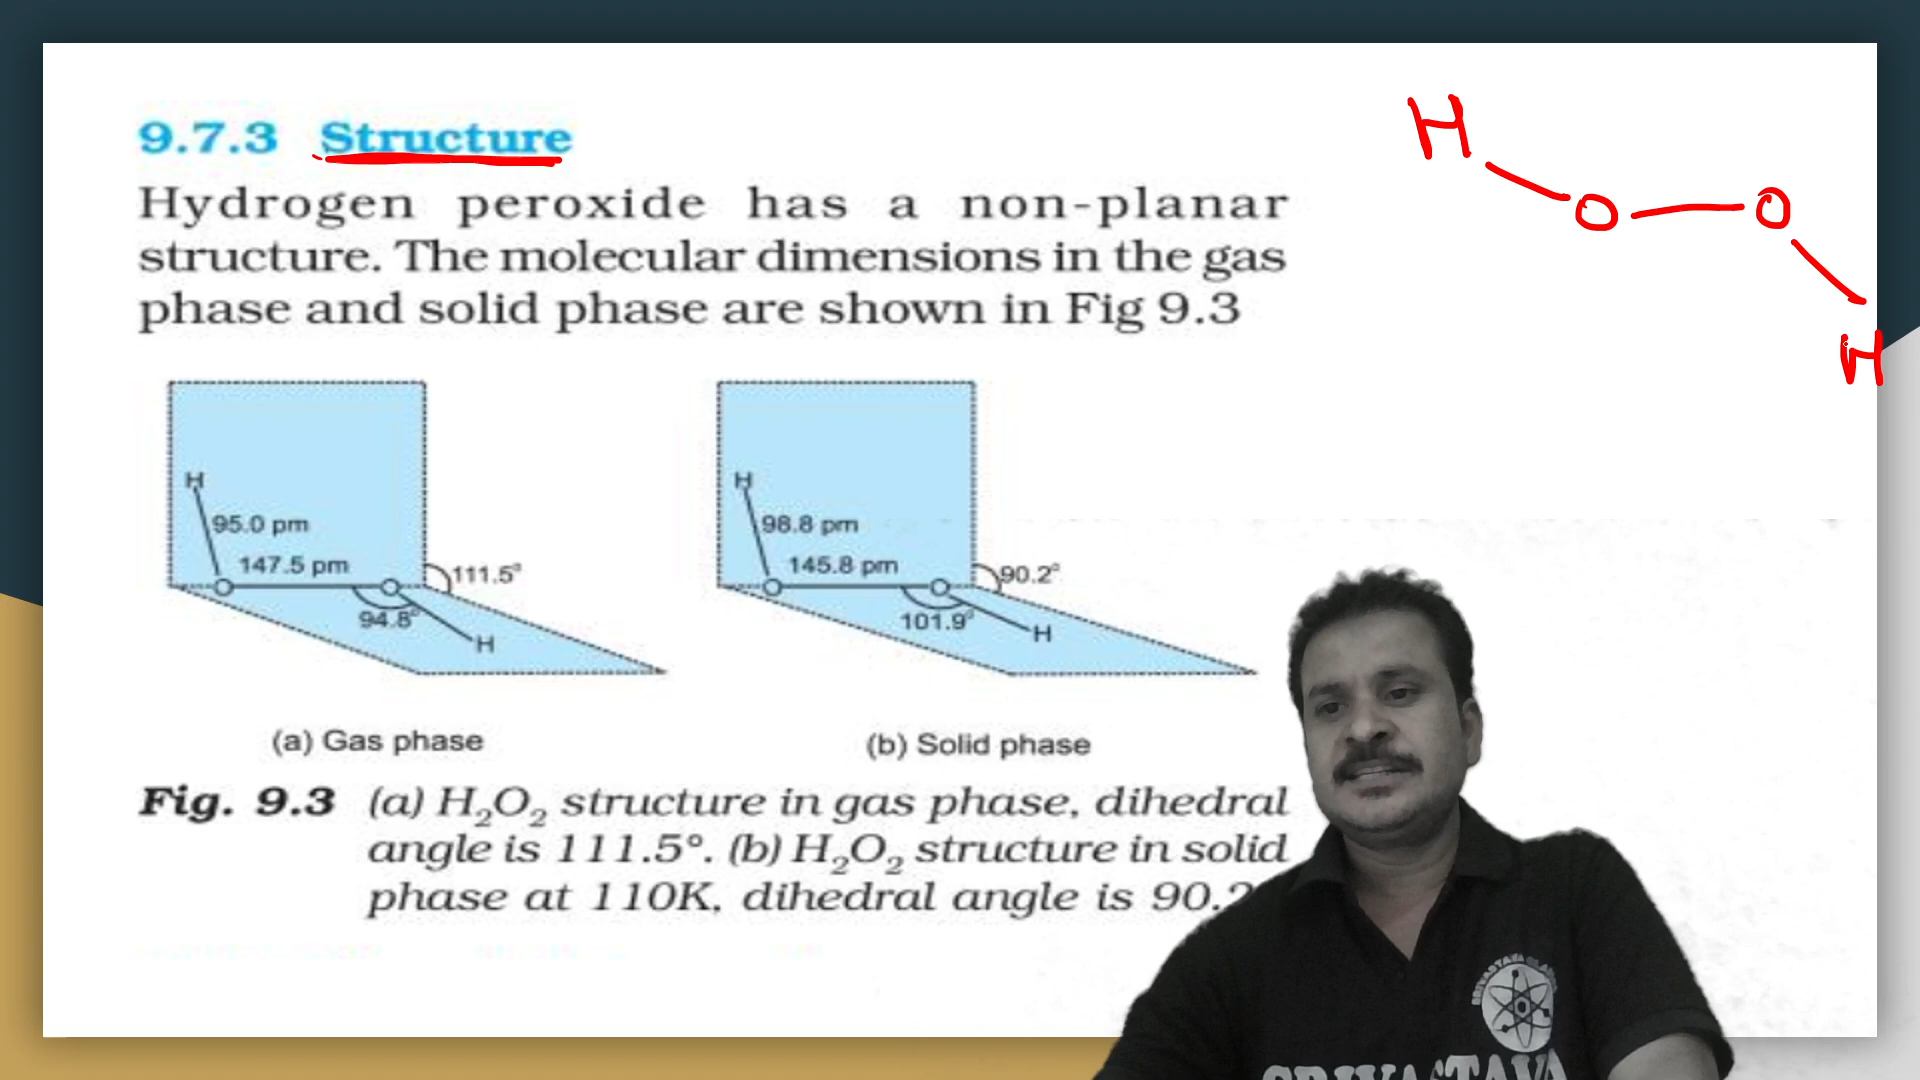 9.7.3 Structure
Hydrogen peroxide has a non-planar
structure. The molecular dimensions in the gas
phase and solid phase are shown in Fig 9.3
H
95.0 pm
147.5 pm
111.5°
94.8°
H
(a) Gas phase
H
98.8 pm
145.8 pm
90.2°
101.9°
H
(b) Solid phase
Fig. 9.3 (a) H₂O₂ structure in gas phase, dihedral
angle is 111.5°. (b) H₂O₂ structure in solid
phase at 110K, dihedral angle is 90.2
H
O
O
H
SRIVASTAVA